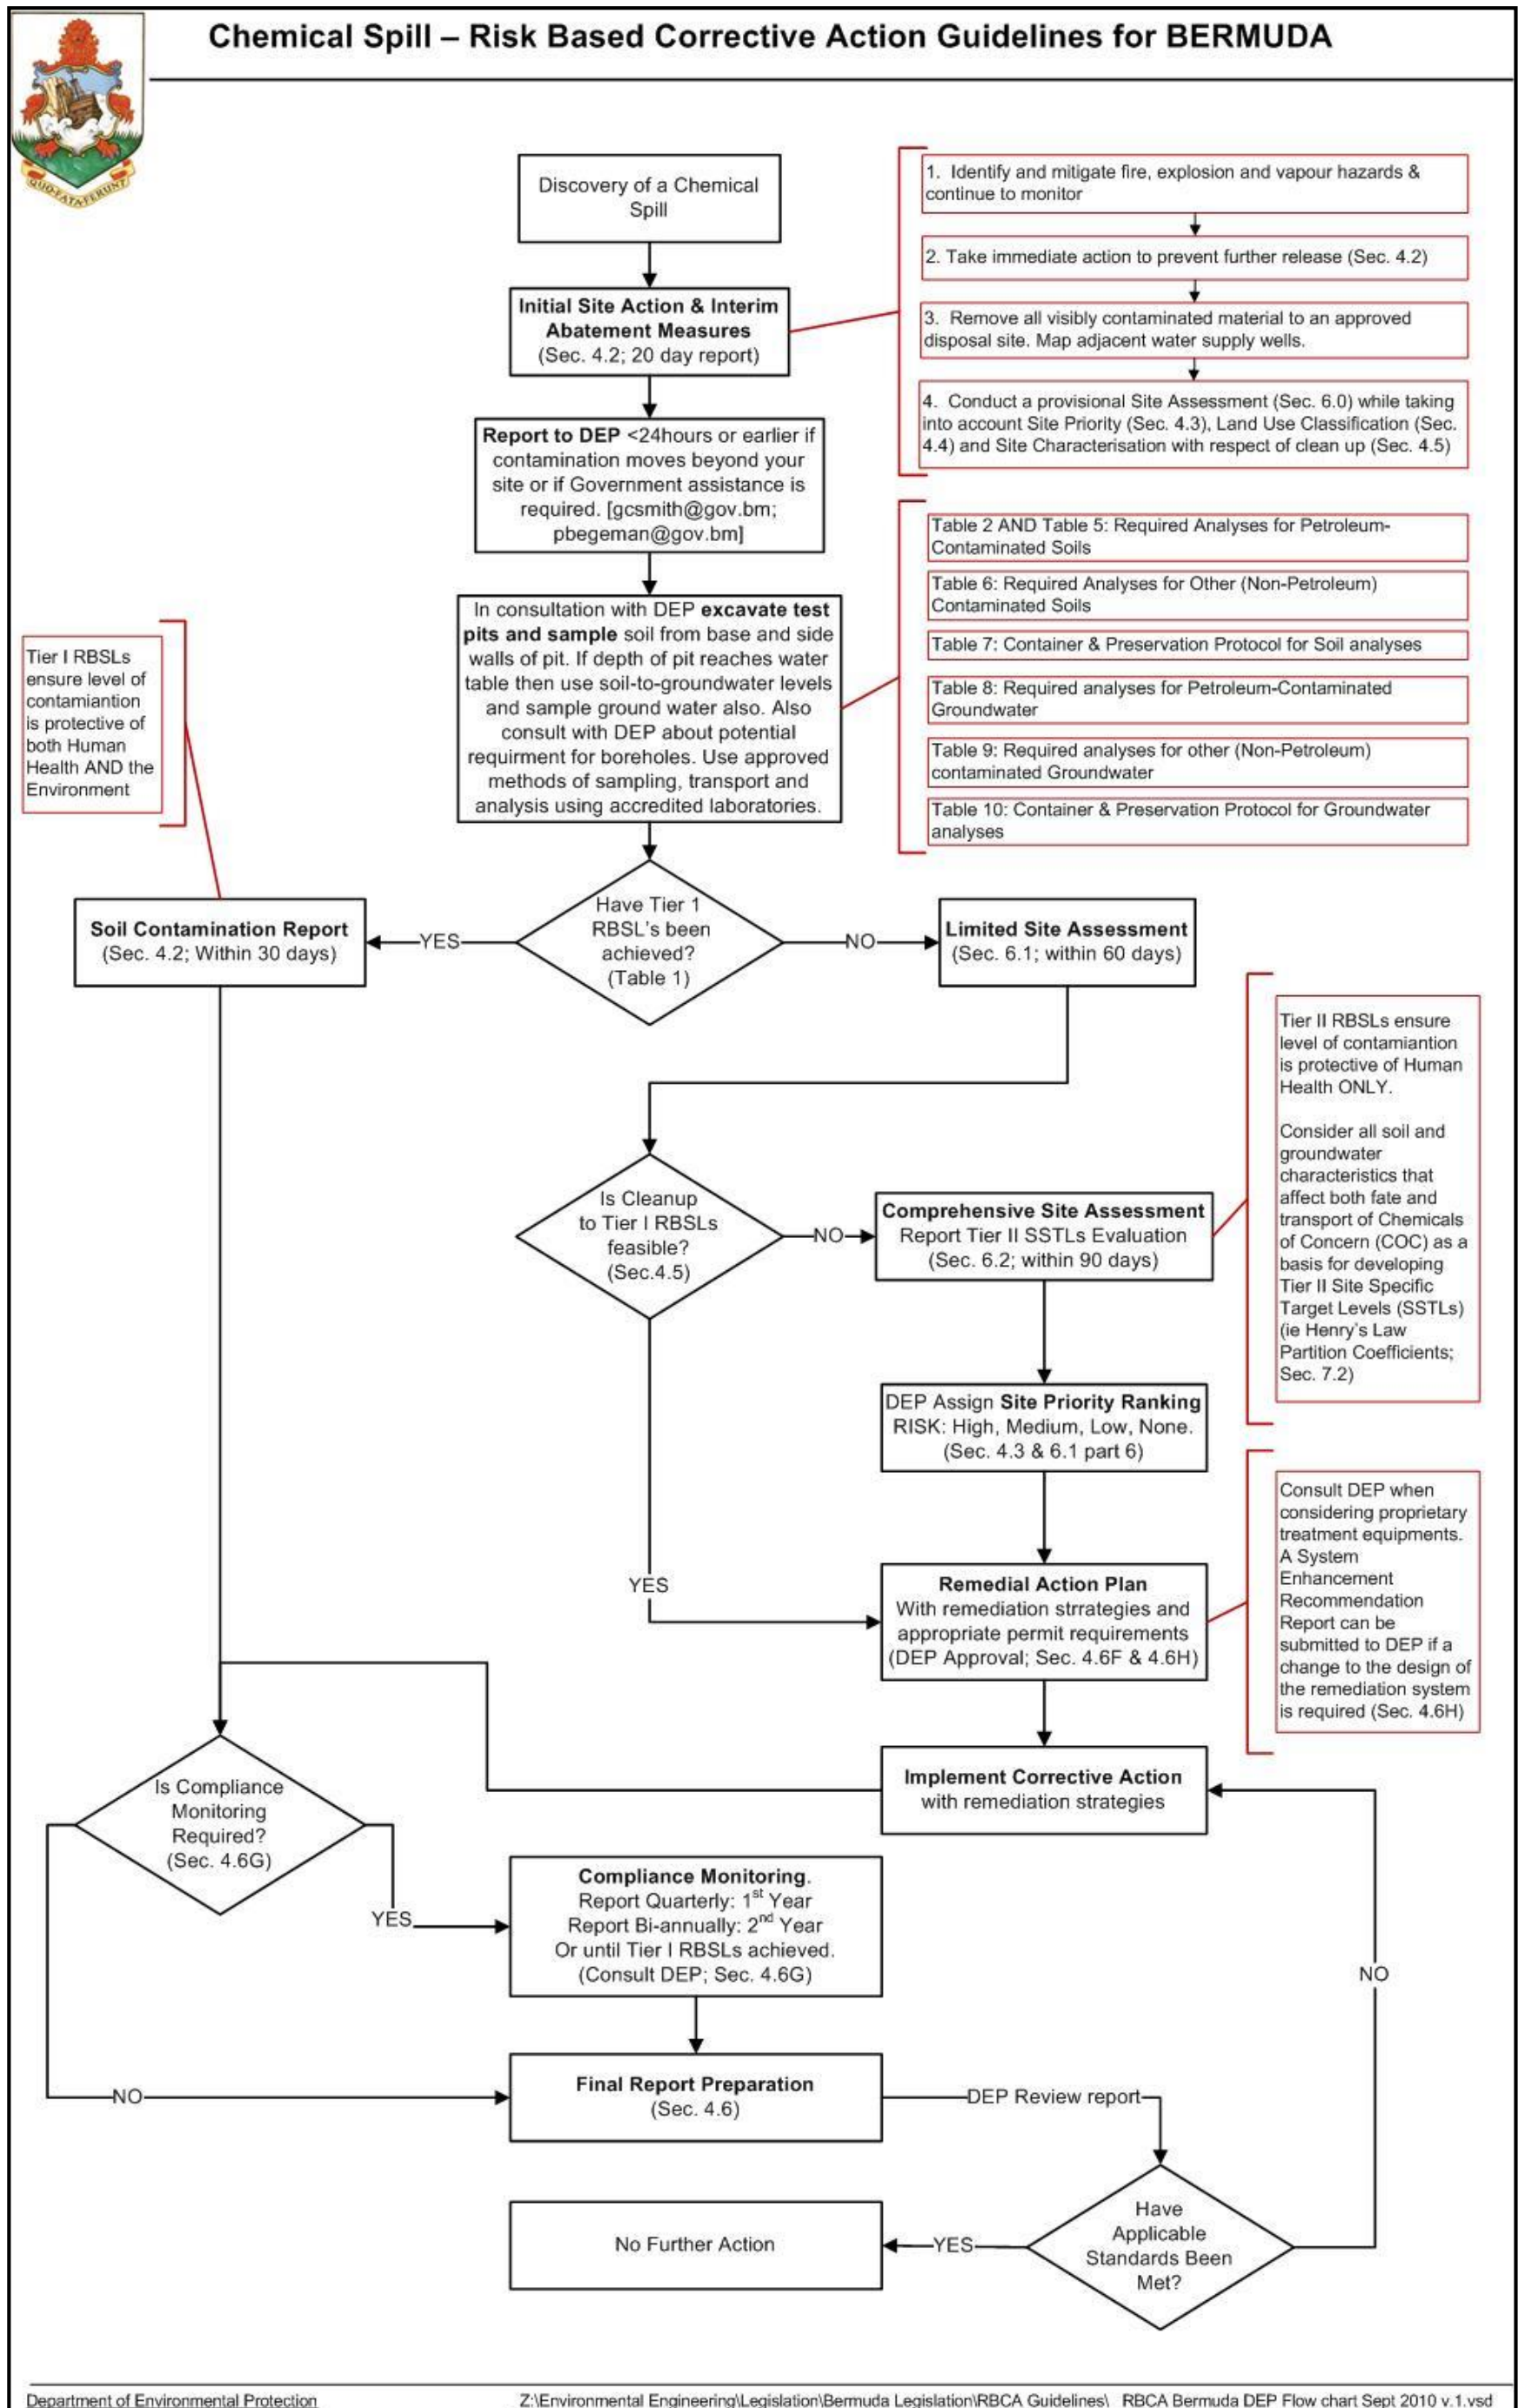 Chemical Spill – Risk Based Corrective Action Guidelines for BERMUDA
QUO·FATA·FERUNT
Discovery of a Chemical
Spill
Initial Site Action & Interim
Abatement Measures
(Sec. 4.2; 20 day report)
1. Identify and mitigate fire, explosion and vapour hazards &
continue to monitor
2. Take immediate action to prevent further release (Sec. 4.2)
3. Remove all visibly contaminated material to an approved
disposal site. Map adjacent water supply wells.
4. Conduct a provisional Site Assessment (Sec. 6.0) while taking
into account Site Priority (Sec. 4.3), Land Use Classification (Sec.
4.4) and Site Characterisation with respect of clean up (Sec. 4.5)
Report to DEP <24hours or earlier if
contamination moves beyond your
site or if Government assistance is
required. [gcsmith@gov.bm;
pbegeman@gov.bm]
In consultation with DEP excavate test
pits and sample soil from base and side
walls of pit. If depth of pit reaches water
table then use soil-to-groundwater levels
and sample ground water also. Also
consult with DEP about potential
requirment for boreholes. Use approved
methods of sampling, transport and
analysis using accredited laboratories.
Table 2 AND Table 5: Required Analyses for Petroleum-
Contaminated Soils
Table 6: Required Analyses for Other (Non-Petroleum)
Contaminated Soils
Table 7: Container & Preservation Protocol for Soil analyses
Table 8: Required analyses for Petroleum-Contaminated
Groundwater
Table 9: Required analyses for other (Non-Petroleum)
contaminated Groundwater
Table 10: Container & Preservation Protocol for Groundwater
analyses
Tier I RBSLs
ensure level of
contamiantion
is protective of
both Human
Health AND the
Environment
Have Tier 1
RBSL's been
achieved?
(Table 1)
YES
Soil Contamination Report
(Sec. 4.2; Within 30 days)
NO
Limited Site Assessment
(Sec. 6.1; within 60 days)
Is Cleanup
to Tier I RBSLs
feasible?
(Sec.4.5)
NO
Comprehensive Site Assessment
Report Tier II SSTLs Evaluation
(Sec. 6.2; within 90 days)
Tier II RBSLs ensure
level of contamiantion
is protective of Human
Health ONLY.
Consider all soil and
groundwater
characteristics that
affect both fate and
transport of Chemicals
of Concern (COC) as a
basis for developing
Tier II Site Specific
Target Levels (SSTLs)
(ie Henry's Law
Partition Coefficients;
Sec. 7.2)
DEP Assign Site Priority Ranking
RISK: High, Medium, Low, None.
(Sec. 4.3 & 6.1 part 6)
YES
Remedial Action Plan
With remediation strrategies and
appropriate permit requirements
(DEP Approval; Sec. 4.6F & 4.6H)
Consult DEP when
considering proprietary
treatment equipments.
A System
Enhancement
Recommendation
Report can be
submitted to DEP if a
change to the design of
the remediation system
is required (Sec. 4.6H)
Implement Corrective Action
with remediation strategies
Is Compliance
Monitoring
Required?
(Sec. 4.6G)
YES
Compliance Monitoring.
Report Quarterly: 1st Year
Report Bi-annually: 2nd Year
Or until Tier I RBSLs achieved.
(Consult DEP; Sec. 4.6G)
NO
NO
Final Report Preparation
(Sec. 4.6)
DEP Review report
Have
Applicable
Standards Been
Met?
YES
No Further Action
Department of Environmental Protection
Z:\Environmental Engineering\Legislation\Bermuda Legislation\RBCA Guidelines\ RBCA Bermuda DEP Flow chart Sept 2010 v.1.vsd